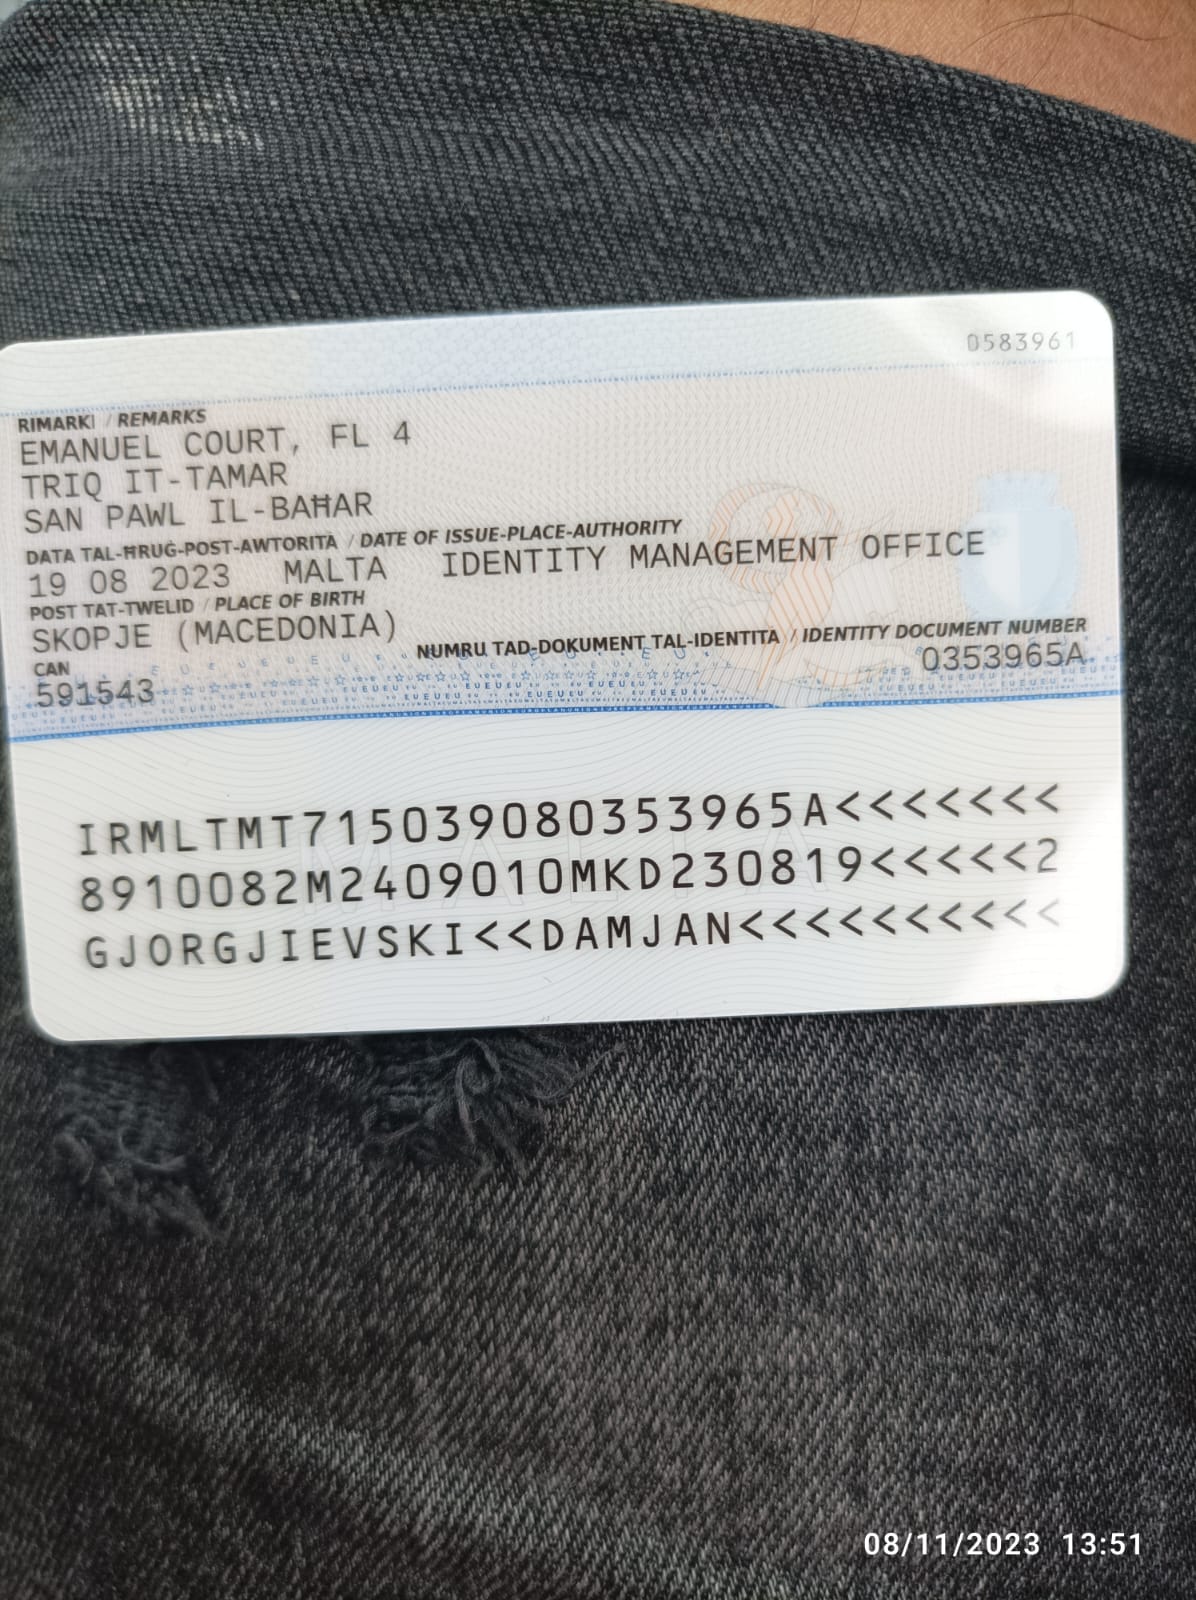 0583961
RIMARKI / REMARKS
EMANUEL COURT, FL 4
TRIQ IT-TAMAR
SAN PAWL IL-BAĦAR
DATA TAL-ĦRUĠ-POST-AWTORITÀ / DATE OF ISSUE-PLACE-AUTHORITY
19 08 2023 MALTA IDENTITY MANAGEMENT OFFICE
POST TAT-TWELID / PLACE OF BIRTH
SKOPJE (MACEDONIA)
NUMRU TAD-DOKUMENT TAL-IDENTITÀ / IDENTITY DOCUMENT NUMBER
0353965A
CAN
591543
IRMLTMT715039080353965A<<<<<<<
8910082M2409010MKD230819<<<<<2
GJORGJIEVSKI<<DAMJAN<<<<<<<<<<
08/11/2023 13:51